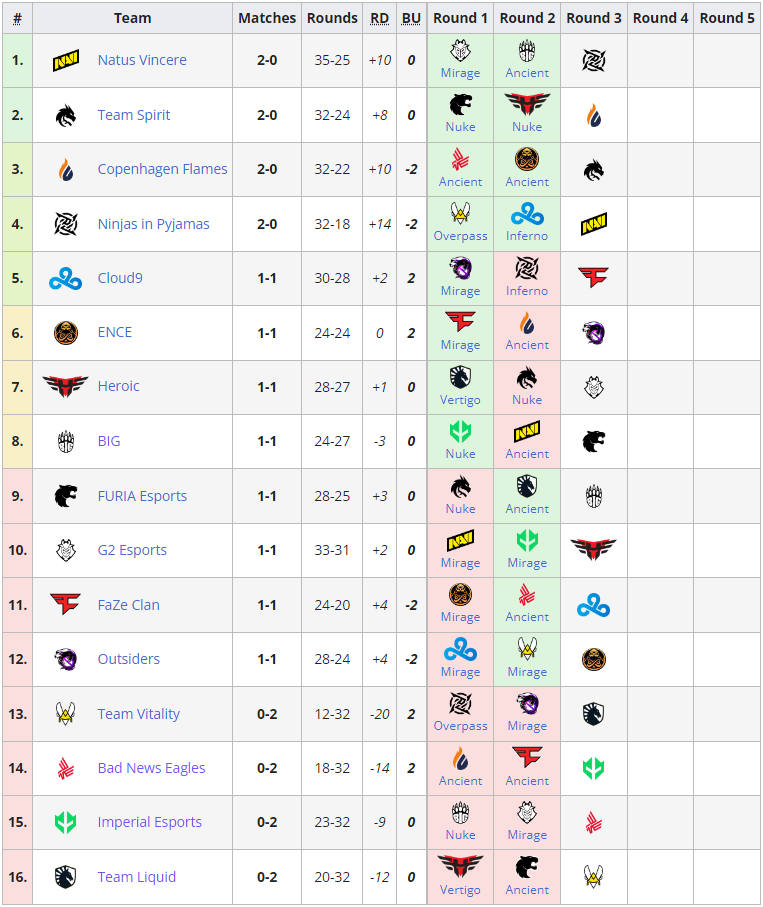 # Team Matches Rounds RD BU Round 1 Round 2 Round 3 Round 4 Round 5
1. Natus Vincere 2-0 35-25 +10 0 Mirage Ancient
2. Team Spirit 2-0 32-24 +8 0 Nuke Nuke
3. Copenhagen Flames 2-0 32-22 +10 -2 Ancient Ancient
4. Ninjas in Pyjamas 2-0 32-18 +14 -2 Overpass Inferno
5. Cloud9 1-1 30-28 +2 2 Mirage Inferno
6. ENCE 1-1 24-24 0 2 Mirage Ancient
7. Heroic 1-1 28-27 +1 0 Vertigo Nuke
8. BIG 1-1 24-27 -3 0 Nuke Ancient
9. FURIA Esports 1-1 28-25 +3 0 Nuke Ancient
10. G2 Esports 1-1 33-31 +2 0 Mirage Mirage
11. FaZe Clan 1-1 24-20 +4 -2 Mirage Ancient
12. Outsiders 1-1 28-24 +4 -2 Mirage Mirage
13. Team Vitality 0-2 12-32 -20 2 Overpass Mirage
14. Bad News Eagles 0-2 18-32 -14 2 Ancient Ancient
15. Imperial Esports 0-2 23-32 -9 0 Nuke Mirage
16. Team Liquid 0-2 20-32 -12 0 Vertigo Ancient